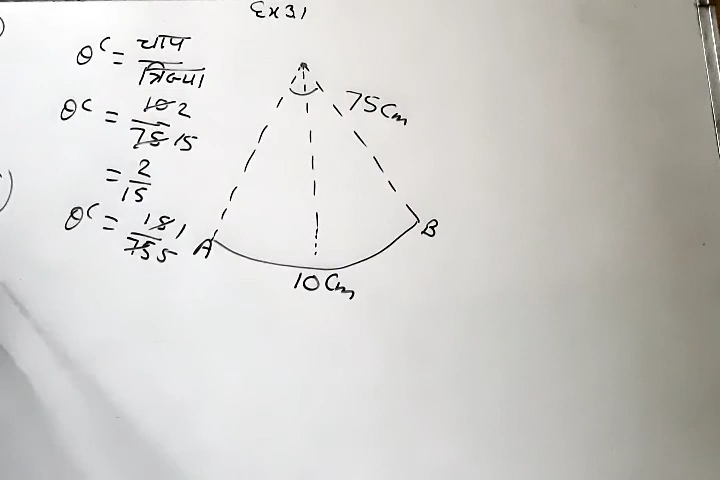 Ex 3.1
θᶜ = चाप / त्रिज्या
75 Cm
θᶜ = 10 2 / 75 15
= 2 / 15
θᶜ = 15 1 / 75 5
A
B
10 Cm